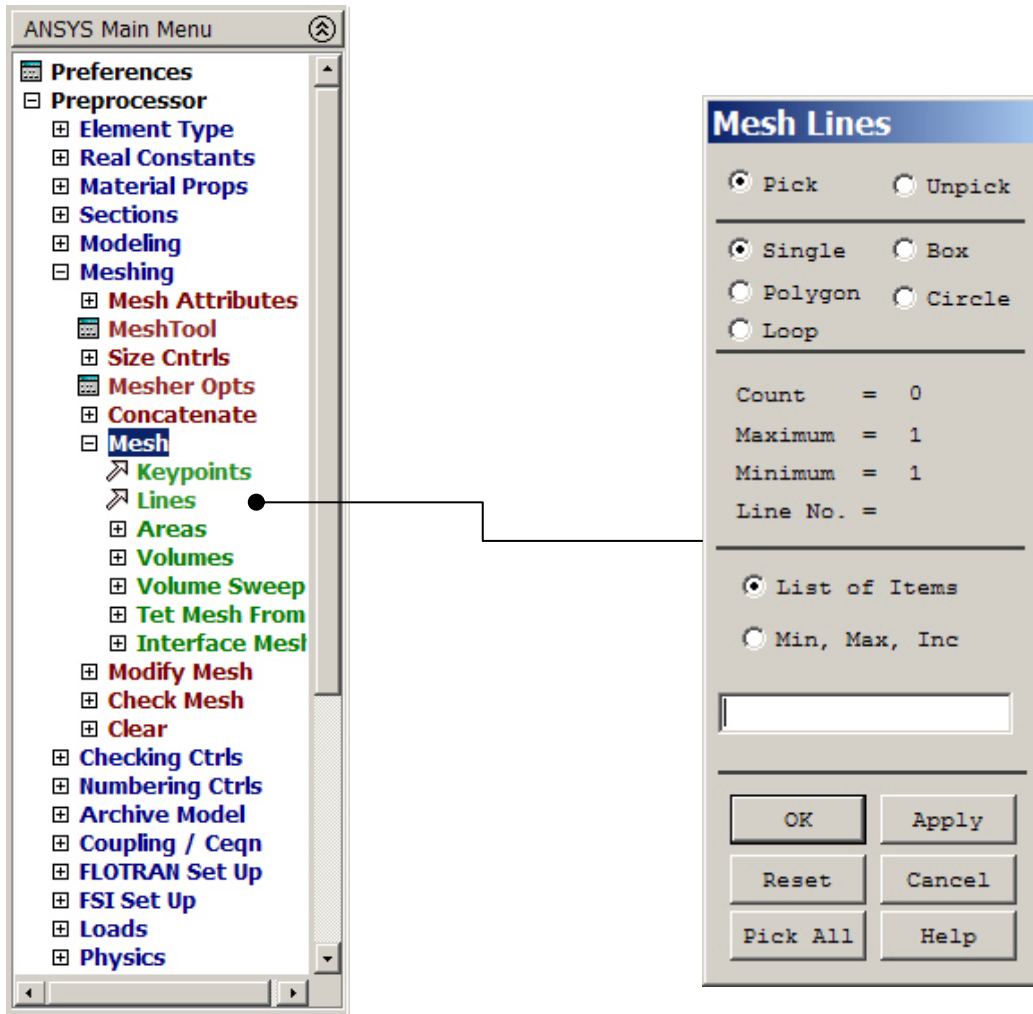 ANSYS Main Menu
Preferences
Preprocessor
Element Type
Real Constants
Material Props
Sections
Modeling
Meshing
Mesh Attributes
MeshTool
Size Cntrls
Mesher Opts
Concatenate
Mesh
Keypoints
Lines
Areas
Volumes
Volume Sweep
Tet Mesh From
Interface Mesh
Modify Mesh
Check Mesh
Clear
Checking Ctrls
Numbering Ctrls
Archive Model
Coupling / Ceqn
FLOTRAN Set Up
FSI Set Up
Loads
Physics
Mesh Lines
Pick Unpick
Single Box
Polygon Circle
Loop
Count = 0
Maximum = 1
Minimum = 1
Line No. =
List of Items
Min, Max, Inc
OK Apply
Reset Cancel
Pick All Help